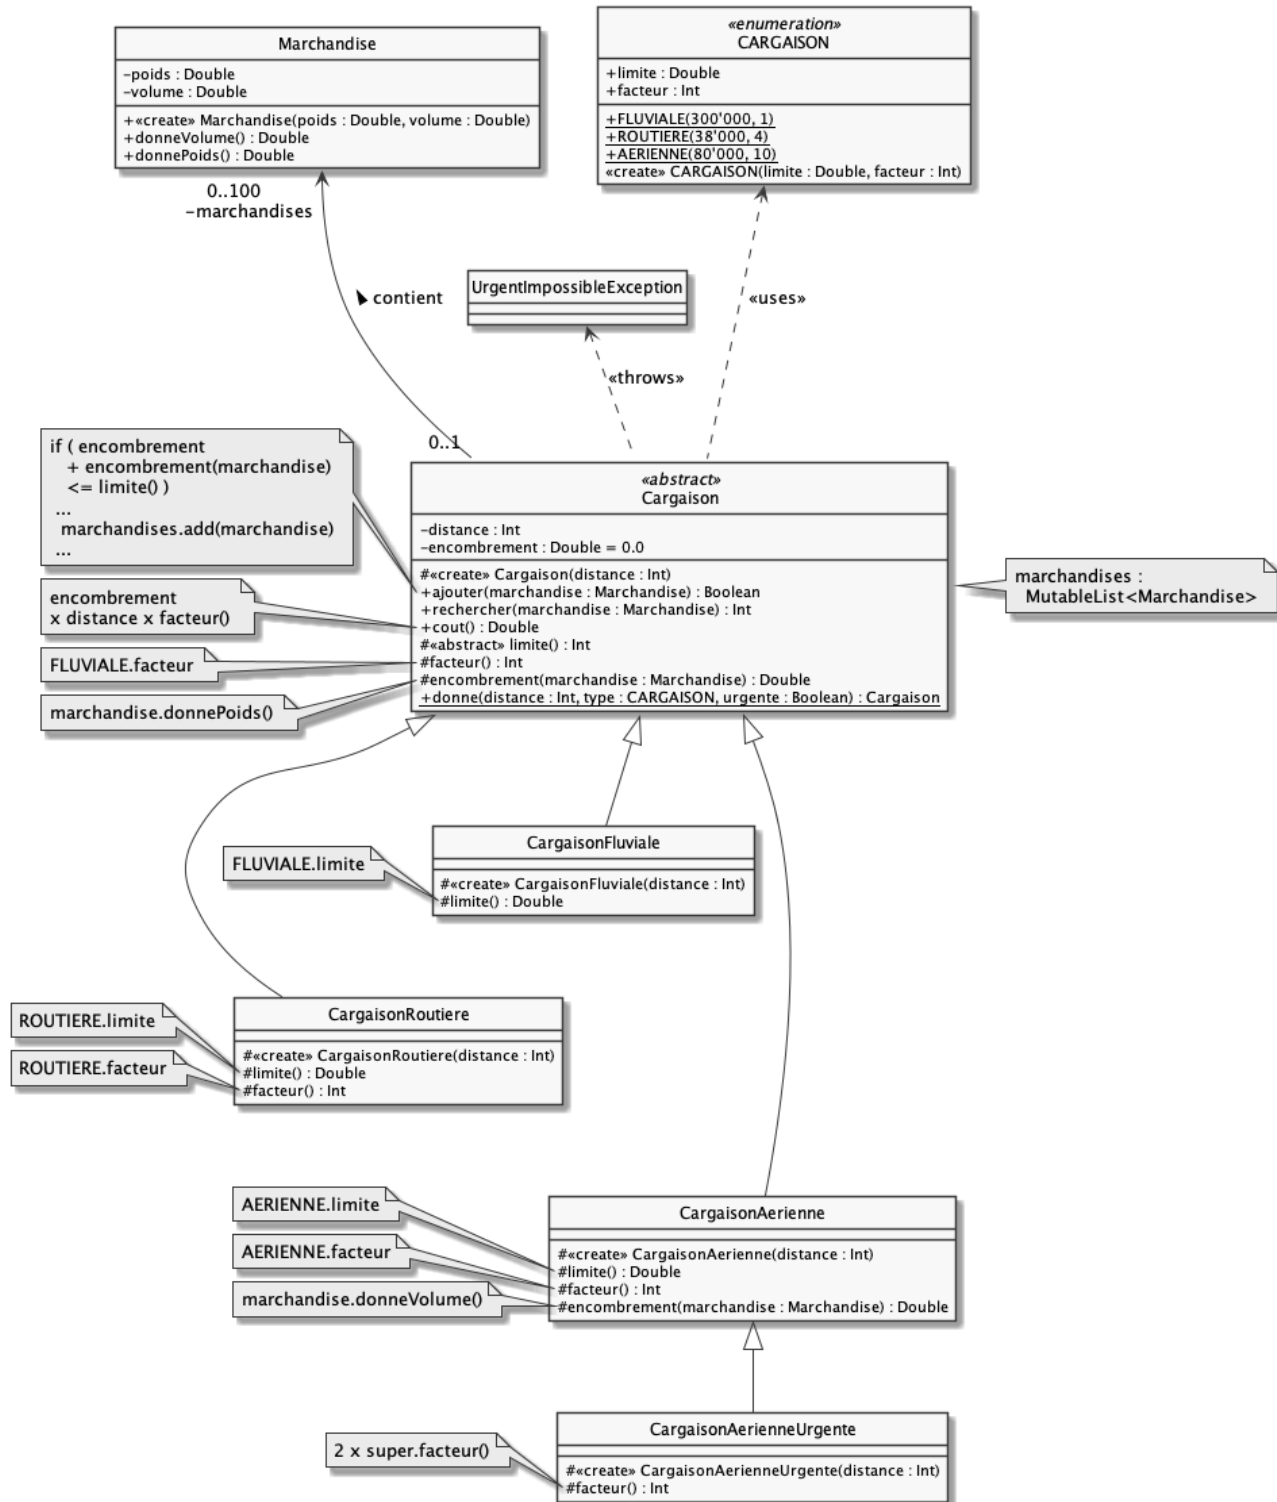 Marchandise
-poids : Double
-volume : Double
+«create» Marchandise(poids : Double, volume : Double)
+donneVolume() : Double
+donnePoids() : Double
«enumeration»
CARGAISON
+limite : Double
+facteur : Int
+FLUVIALE(300'000, 1)
+ROUTIERE(38'000, 4)
+AERIENNE(80'000, 10)
«create» CARGAISON(limite : Double, facteur : Int)
0..100
-marchandises
contient
UrgentImpossibleException
«uses»
«throws»
0..1
if ( encombrement
+ encombrement(marchandise)
<= limite() )
...
marchandises.add(marchandise)
...
encombrement
x distance x facteur()
FLUVIALE.facteur
marchandise.donnePoids()
«abstract»
Cargaison
-distance : Int
-encombrement : Double = 0.0
#«create» Cargaison(distance : Int)
+ajouter(marchandise : Marchandise) : Boolean
+rechercher(marchandise : Marchandise) : Int
+cout() : Double
#«abstract» limite() : Int
#facteur() : Int
#encombrement(marchandise : Marchandise) : Double
+donne(distance : Int, type : CARGAISON, urgente : Boolean) : Cargaison
marchandises :
MutableList<Marchandise>
FLUVIALE.limite
CargaisonFluviale
#«create» CargaisonFluviale(distance : Int)
#limite() : Double
ROUTIERE.limite
ROUTIERE.facteur
CargaisonRoutiere
#«create» CargaisonRoutiere(distance : Int)
#limite() : Double
#facteur() : Int
AERIENNE.limite
AERIENNE.facteur
marchandise.donneVolume()
CargaisonAerienne
#«create» CargaisonAerienne(distance : Int)
#limite() : Double
#facteur() : Int
#encombrement(marchandise : Marchandise) : Double
2 x super.facteur()
CargaisonAerienneUrgente
#«create» CargaisonAerienneUrgente(distance : Int)
#facteur() : Int